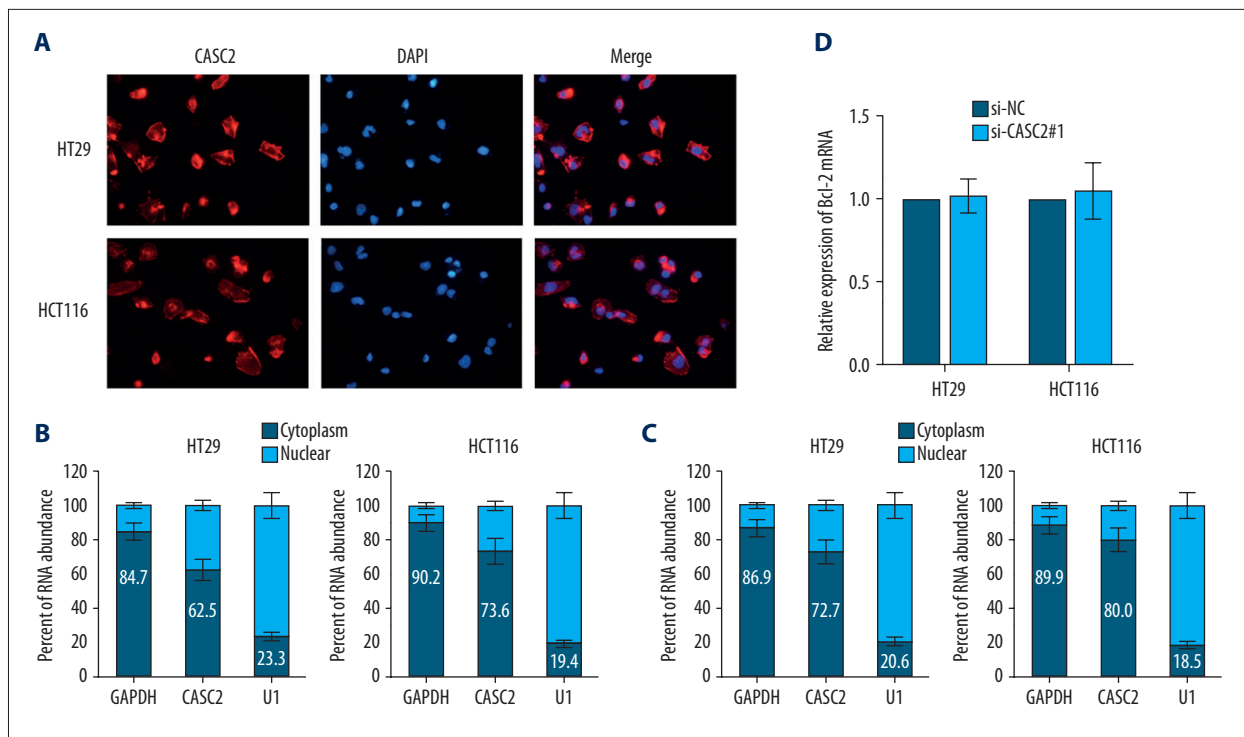 A
CASC2
DAPI
Merge
HT29
HCT116
D
si-NC
si-CASC2#1
Relative expression of Bcl-2 mRNA
1.5
1.0
0.5
0.0
HT29
HCT116
B
HT29
Cytoplasm
Nuclear
HCT116
Percent of RNA abundance
120
100
80
60
40
20
0
84.7
62.5
23.3
GAPDH
CASC2
U1
Percent of RNA abundance
120
100
80
60
40
20
0
90.2
73.6
19.4
GAPDH
CASC2
U1
C
HT29
Cytoplasm
Nuclear
HCT116
Percent of RNA abundance
120
100
80
60
40
20
0
86.9
72.7
20.6
GAPDH
CASC2
U1
Percent of RNA abundance
120
100
80
60
40
20
0
89.9
80.0
18.5
GAPDH
CASC2
U1